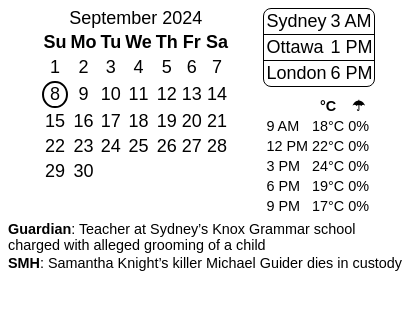 September 2024
Su Mo Tu We Th Fr Sa
1 2 3 4 5 6 7
8 9 10 11 12 13 14
15 16 17 18 19 20 21
22 23 24 25 26 27 28
29 30
Sydney 3 AM
Ottawa 1 PM
London 6 PM
°C ☂
9 AM 18°C 0%
12 PM 22°C 0%
3 PM 24°C 0%
6 PM 19°C 0%
9 PM 17°C 0%
Guardian: Teacher at Sydney’s Knox Grammar school
charged with alleged grooming of a child
SMH: Samantha Knight’s killer Michael Guider dies in custody